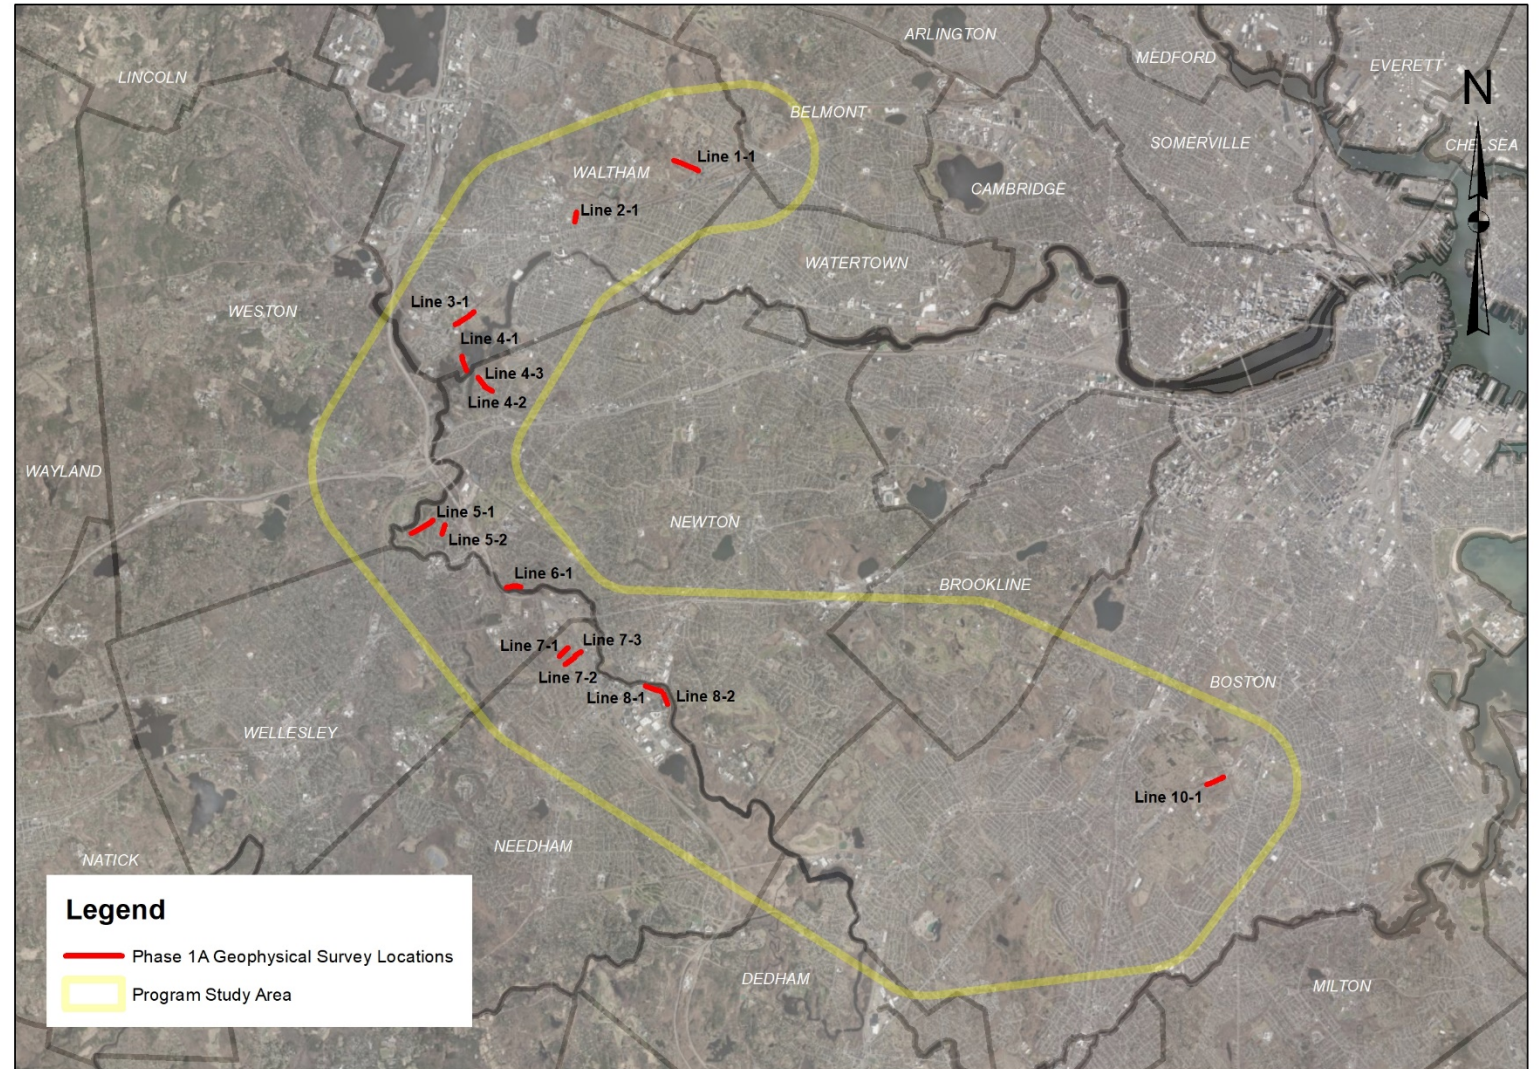 ARLINGTON
MEDFORD
EVERETT
LINCOLN
N
BELMONT
SOMERVILLE
CHELSEA
Line 1-1
WALTHAM
CAMBRIDGE
Line 2-1
WATERTOWN
Line 3-1
WESTON
Line 4-1
Line 4-3
Line 4-2
WAYLAND
Line 5-1
NEWTON
Line 5-2
Line 6-1
BROOKLINE
Line 7-1
Line 7-3
Line 7-2
BOSTON
Line 8-1
Line 8-2
WELLESLEY
Line 10-1
NEEDHAM
NATICK
DEDHAM
MILTON
Legend
Phase 1A Geophysical Survey Locations
Program Study Area